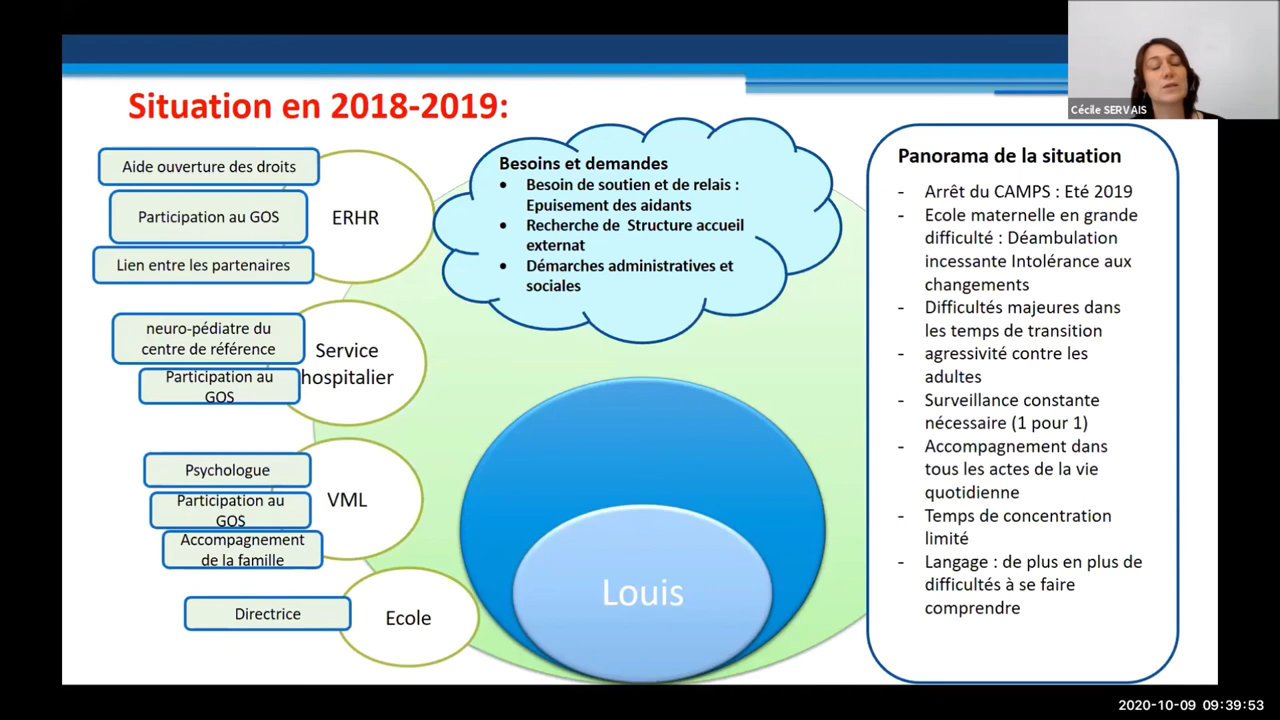 Cécile SERVAIS
Situation en 2018-2019:
Aide ouverture des droits
Participation au GOS
Lien entre les partenaires
ERHR
neuro-pédiatre du
centre de référence
Participation au
GOS
Service
hospitalier
Psychologue
Participation au
GOS
Accompagnement
de la famille
VML
Directrice
Ecole
Besoins et demandes
• Besoin de soutien et de relais :
Epuisement des aidants
• Recherche de Structure accueil
externat
• Démarches administratives et
sociales
Louis
Panorama de la situation
- Arrêt du CAMPS : Eté 2019
- Ecole maternelle en grande
difficulté : Déambulation
incessante Intolérance aux
changements
- Difficultés majeures dans
les temps de transition
- agressivité contre les
adultes
- Surveillance constante
nécessaire (1 pour 1)
- Accompagnement dans
tous les actes de la vie
quotidienne
- Temps de concentration
limité
- Langage : de plus en plus de
difficultés à se faire
comprendre
2020-10-09 09:39:53